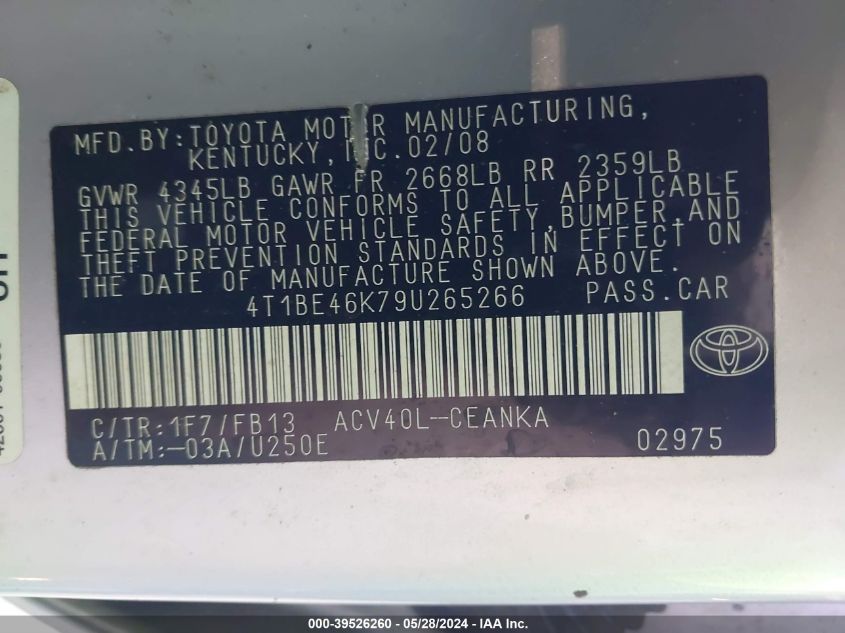 MFD.BY:TOYOTA MOTOR MANUFACTURING,
KENTUCKY, INC.02/08
GVWR 4345LB GAWR FR 2668LB RR 2359LB
THIS VEHICLE CONFORMS TO ALL APPLICABLE
FEDERAL MOTOR VEHICLE SAFETY,BUMPER,AND
THEFT PREVENTION STANDARDS IN EFFECT ON
THE DATE OF MANUFACTURE SHOWN ABOVE.
4T1BE46K79U265266 PASS.CAR
C/TR:1F7/FB13 ACV40L-CEANKA
A/TM:-03A/U250E 02975
000-39526260 - 05/28/2024 - IAA Inc.